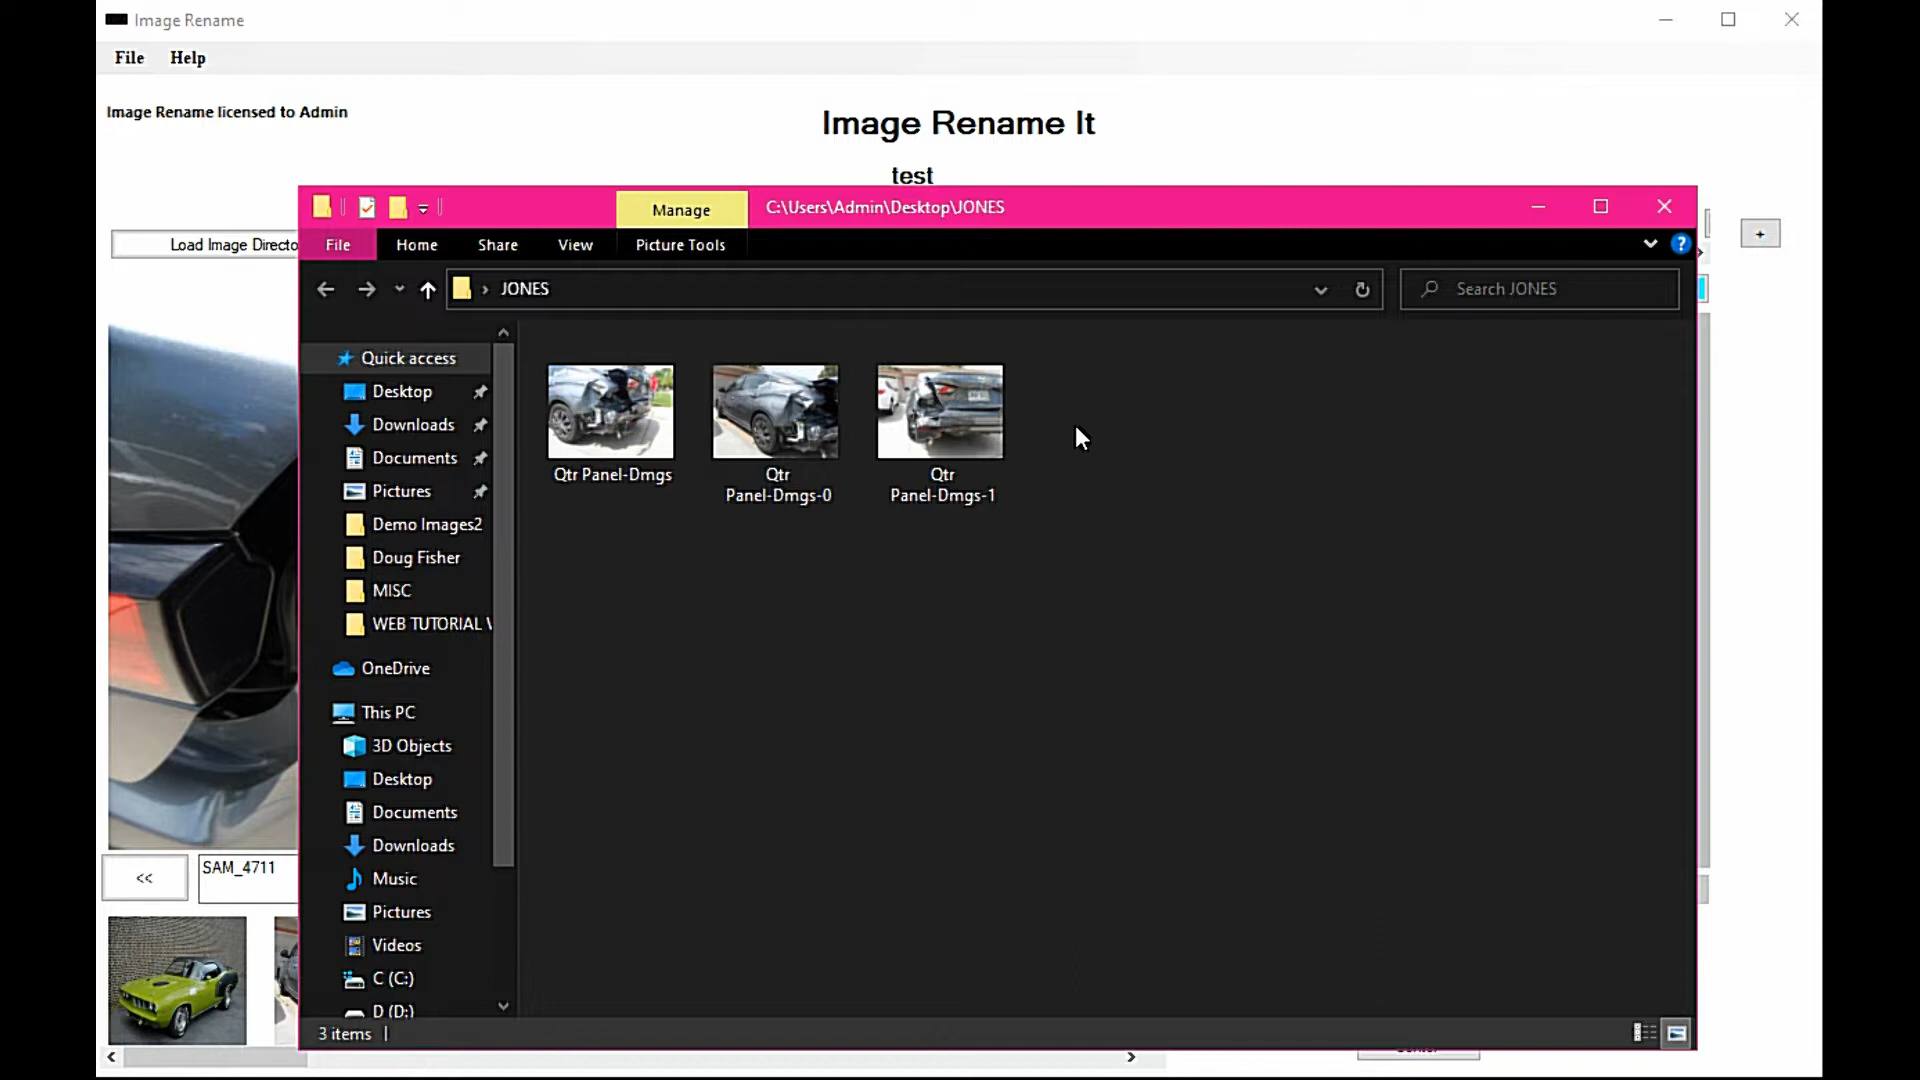 Image Rename
File Help
Image Rename licensed to Admin
Image Rename It
test
Load Image Directo
+
Manage
C:\Users\Admin\Desktop\JONES
File Home Share View Picture Tools
?
› JONES
Search JONES
Quick access
Desktop
Downloads
Documents
Pictures
Demo Images2
Doug Fisher
MISC
WEB TUTORIAL V
OneDrive
This PC
3D Objects
Desktop
Documents
Downloads
Music
Pictures
Videos
C (C:)
D (D:)
Qtr Panel-Dmgs
Qtr
Panel-Dmgs-0
Qtr
Panel-Dmgs-1
<<
SAM_4711
3 items